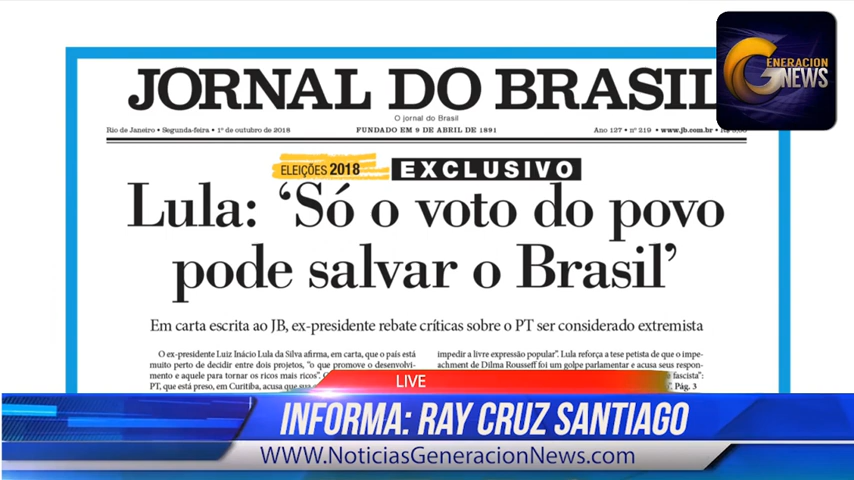 GENERACION
NEWS
JORNAL DO BRASIL
O jornal do Brasil
Rio de Janeiro • Segunda-feira • 1º de outubro de 2018
FUNDADO EM 9 DE ABRIL DE 1891
Ano 127 • nº 219 • www.jb.com.br •
ELEIÇÕES 2018
EXCLUSIVO
Lula: ‘Só o voto do povo
pode salvar o Brasil’
Em carta escrita ao JB, ex-presidente rebate críticas sobre o PT ser considerado extremista
O ex-presidente Luiz Inácio Lula da Silva afirma, em carta, que o país está
muito perto de decidir entre dois projetos, “o que promove o desenvolvi-
mento e aquele para tornar os ricos mais ricos”.
PT, que está preso, em Curitiba, acusa que
impedir a livre expressão popular”. Lula reforça a tese petista de que o impe-
achment de Dilma Rousseff foi um golpe parlamentar e acusa seus respon-
fascista”:
Pág. 3
LIVE
INFORMA: RAY CRUZ SANTIAGO
WWW.NoticiasGeneracionNews.com